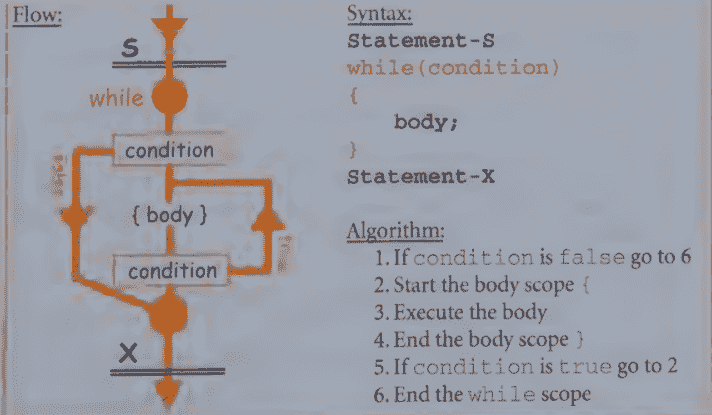 Flow:
S
while
condition
false
{ body }
true
condition
X
Syntax:
Statement-S
while(condition)
{
body;
}
Statement-X
Algorithm:
1. If condition is false go to 6
2. Start the body scope {
3. Execute the body
4. End the body scope }
5. If condition is true go to 2
6. End the while scope